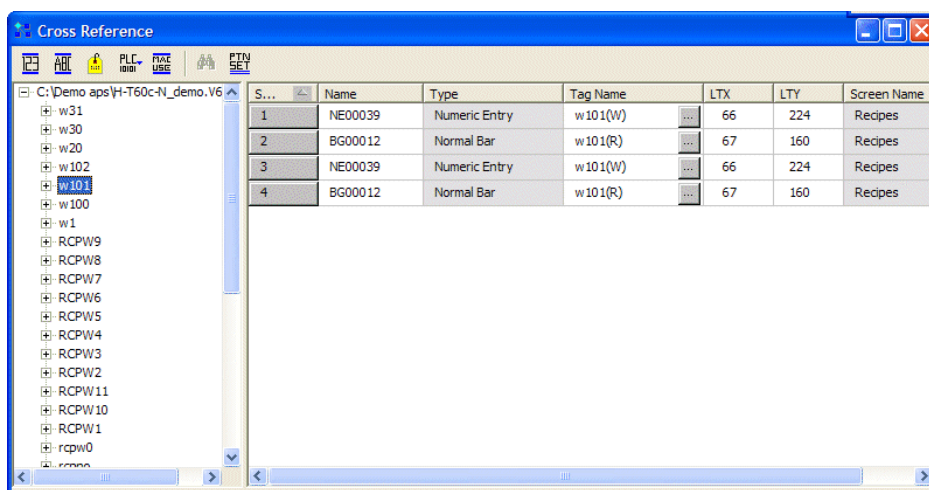 Cross Reference
123 ABC PLC MAC USE PTN SET
C:\Demo aps\H-T60c-N_demo.V6
w31
w30
w20
w102
w101
w100
w1
RCPW9
RCPW8
RCPW7
RCPW6
RCPW5
RCPW4
RCPW3
RCPW2
RCPW11
RCPW10
RCPW1
rcpw0
S... Name Type Tag Name LTX LTY Screen Name
1 NE00039 Numeric Entry w101(W) ... 66 224 Recipes
2 BG00012 Normal Bar w101(R) ... 67 160 Recipes
3 NE00039 Numeric Entry w101(W) ... 66 224 Recipes
4 BG00012 Normal Bar w101(R) ... 67 160 Recipes